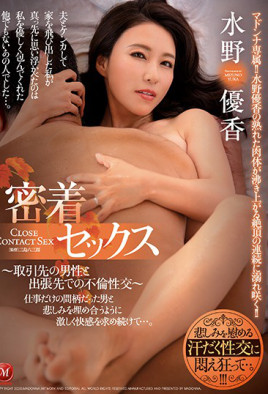 マドンナ専属!!水野優香の熟れた肉体が沸き上がる絶頂の連続に濡れ咲く!!
水野
優香
夫とケンカして
家を飛び出した私が
真っ先に思い浮かんだのは
私を優しく包んでくれた
他でもないあの人でした…。
密着
セックス
CLOSE
CONTACT SEX
～取引先の男性と
出張先での不倫性交～
仕事だけの間柄だった男と
悲しみを埋め合うように
激しく快感を求め続けて…。
悲しみを慰める
汗だく性交に
悶え狂って…。!!!